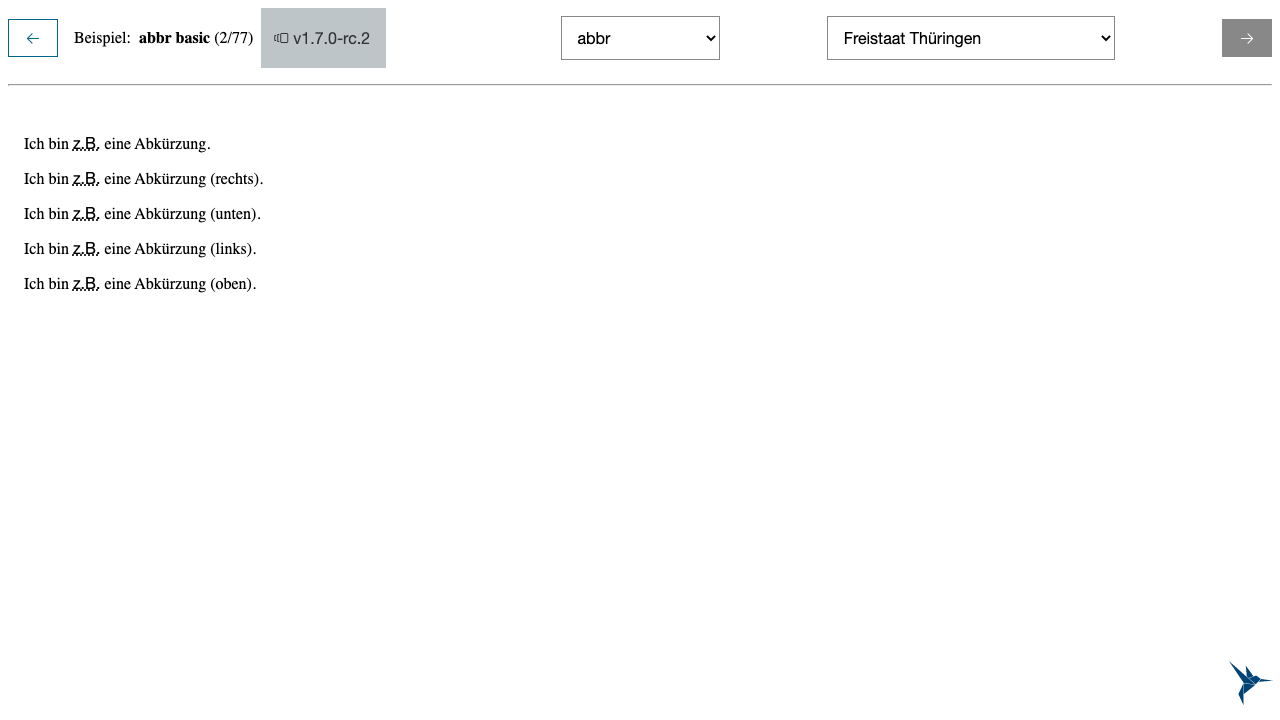 Beispiel: abbr basic (2/77) v1.7.0-rc.2 abbr Freistaat Thüringen
Ich bin z.B. eine Abkürzung.
Ich bin z.B. eine Abkürzung (rechts).
Ich bin z.B. eine Abkürzung (unten).
Ich bin z.B. eine Abkürzung (links).
Ich bin z.B. eine Abkürzung (oben).